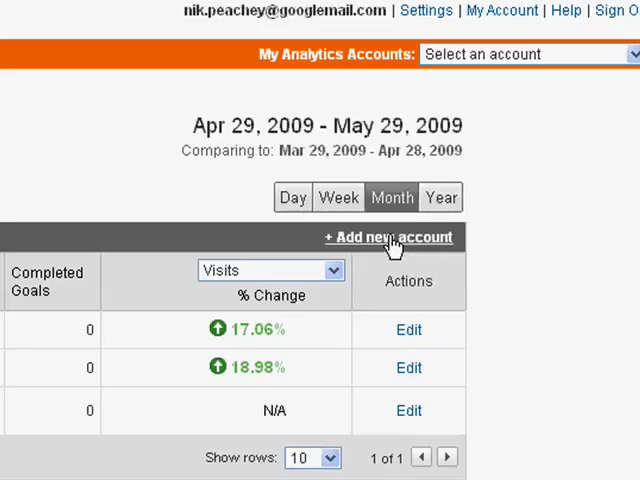 nik.peachey@googlemail.com | Settings | My Account | Help | Sign O
My Analytics Accounts: Select an account
Apr 29, 2009 - May 29, 2009
Comparing to: Mar 29, 2009 - Apr 28, 2009
Day Week Month Year
+ Add new account
Completed Goals
Visits
% Change
Actions
0 17.06% Edit
0 18.98% Edit
0 N/A Edit
Show rows: 10 1 of 1